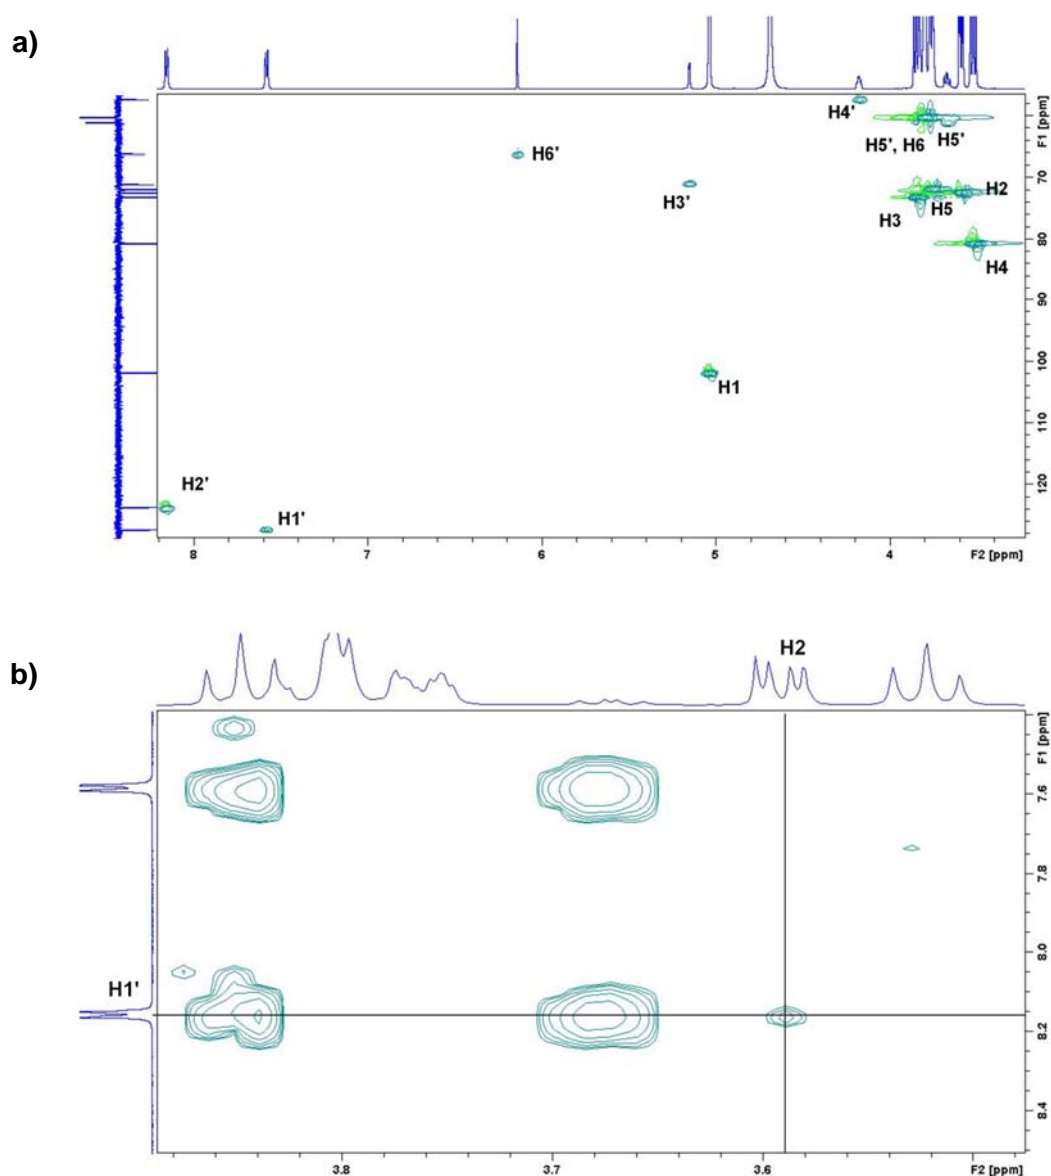 a)
F1 [ppm]
70
80
90
100
110
120
H4'
H5', H6
H5'
H6'
H3'
H2
H3
H5
H4
H1
H2'
H1'
8
7
6
5
4
F2 [ppm]
b)
H2
F1 [ppm]
7.6
7.8
8.0
H1'
8.2
8.4
3.8
3.7
3.6
F2 [ppm]